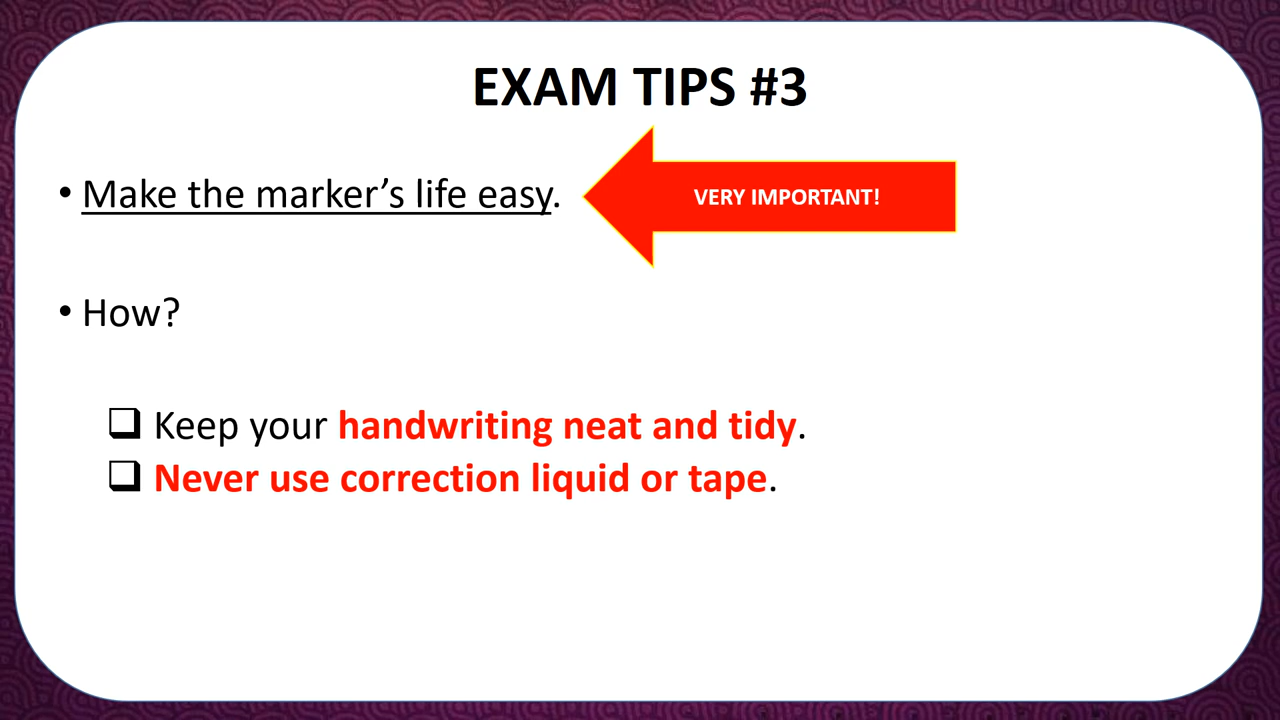 EXAM TIPS #3
• Make the marker’s life easy.
VERY IMPORTANT!
• How?
❑ Keep your handwriting neat and tidy.
❑ Never use correction liquid or tape.